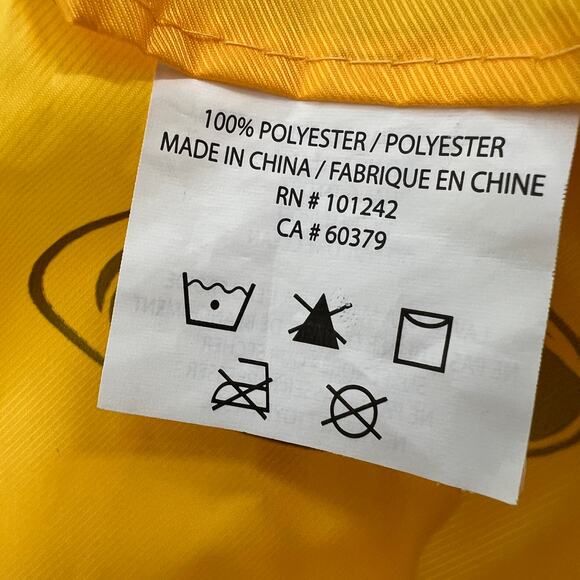 100% POLYESTER / POLYESTER
MADE IN CHINA / FABRIQUE EN CHINE
RN # 101242
CA # 60379